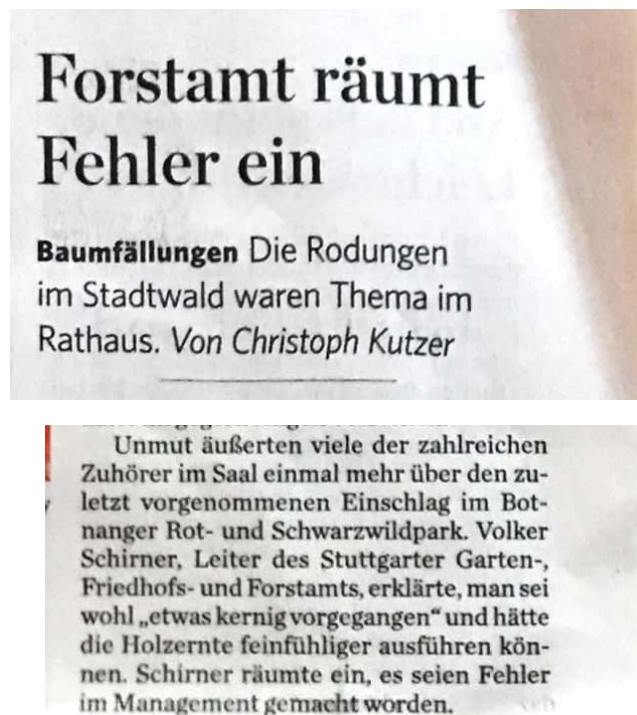 Forstamt räumt
Fehler ein
Baumfällungen Die Rodungen
im Stadtwald waren Thema im
Rathaus. Von Christoph Kutzer
Unmut äußerten viele der zahlreichen
Zuhörer im Saal einmal mehr über den zu-
letzt vorgenommenen Einschlag im Bot-
nanger Rot- und Schwarzwildpark. Volker
Schirner, Leiter des Stuttgarter Garten-,
Friedhofs- und Forstamts, erklärte, man sei
wohl „etwas kernig vorgegangen“ und hätte
die Holzernte feinfühliger ausführen kön-
nen. Schirner räumte ein, es seien Fehler
im Management gemacht worden.